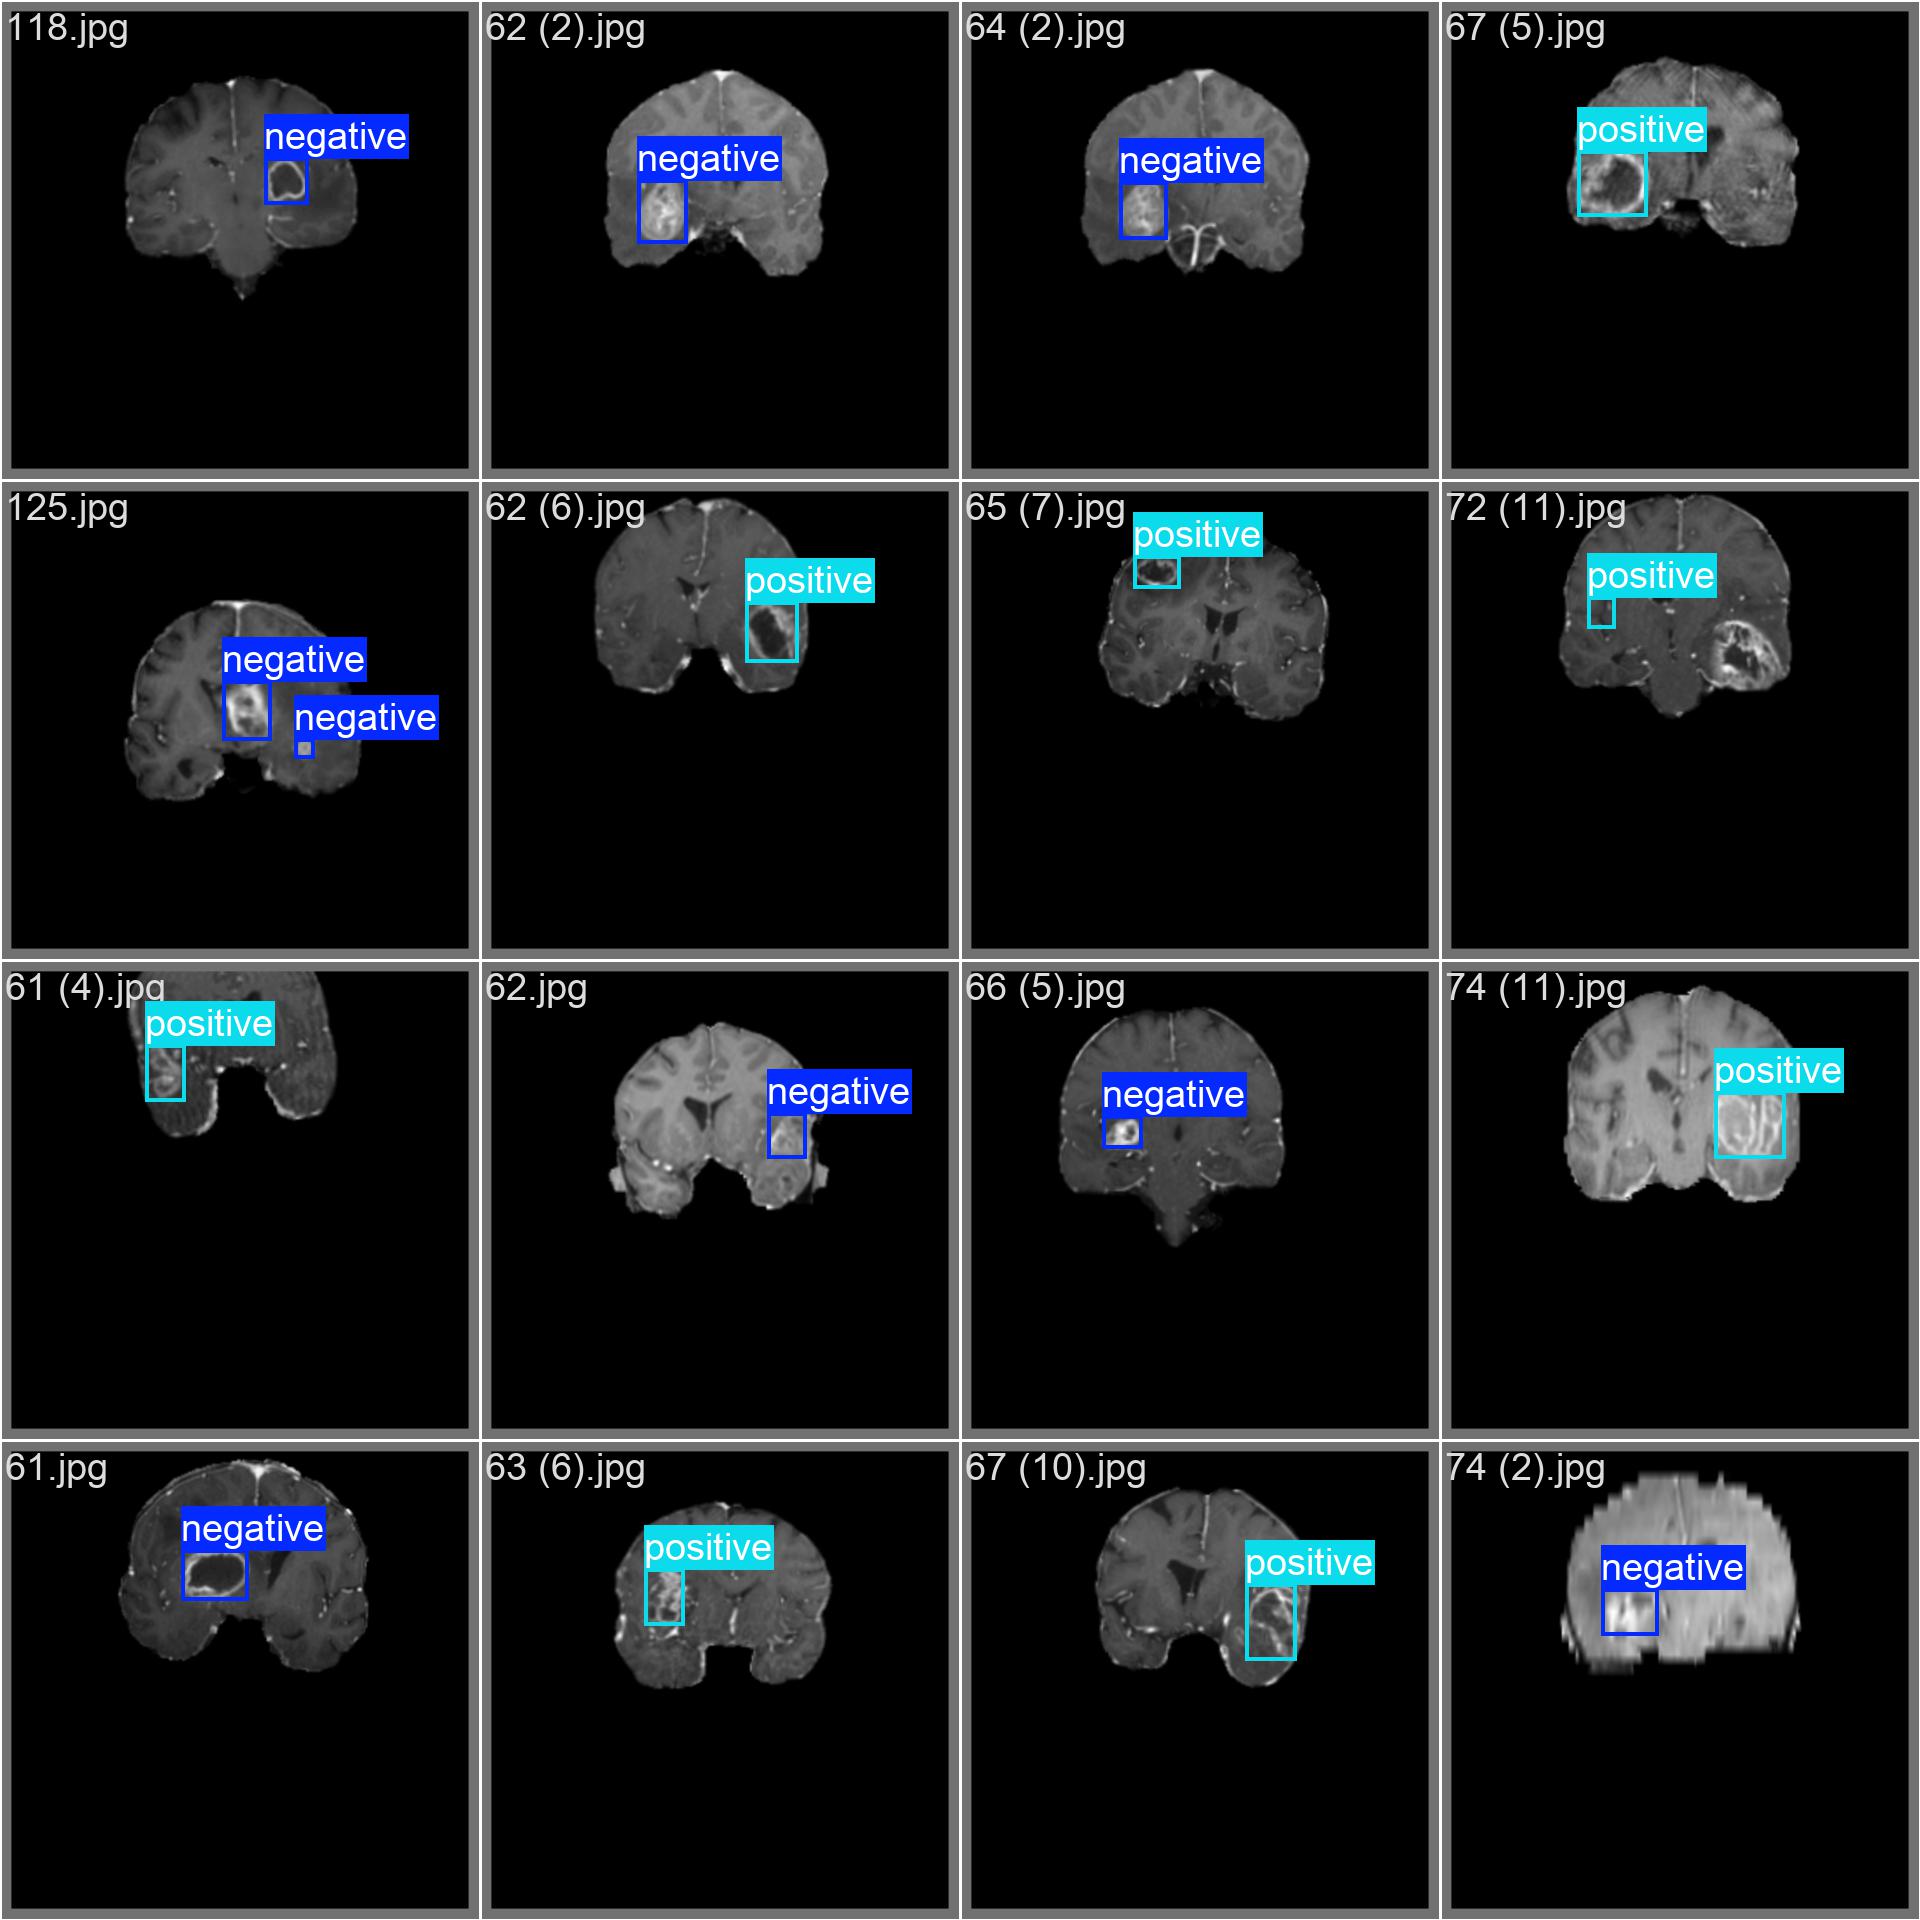 118.jpg
negative
62 (2).jpg
negative
64 (2).jpg
negative
67 (5).jpg
positive
125.jpg
negative
negative
62 (6).jpg
positive
65 (7).jpg
positive
72 (11).jpg
positive
61 (4).jpg
positive
62.jpg
negative
66 (5).jpg
negative
74 (11).jpg
positive
61.jpg
negative
63 (6).jpg
positive
67 (10).jpg
positive
74 (2).jpg
negative